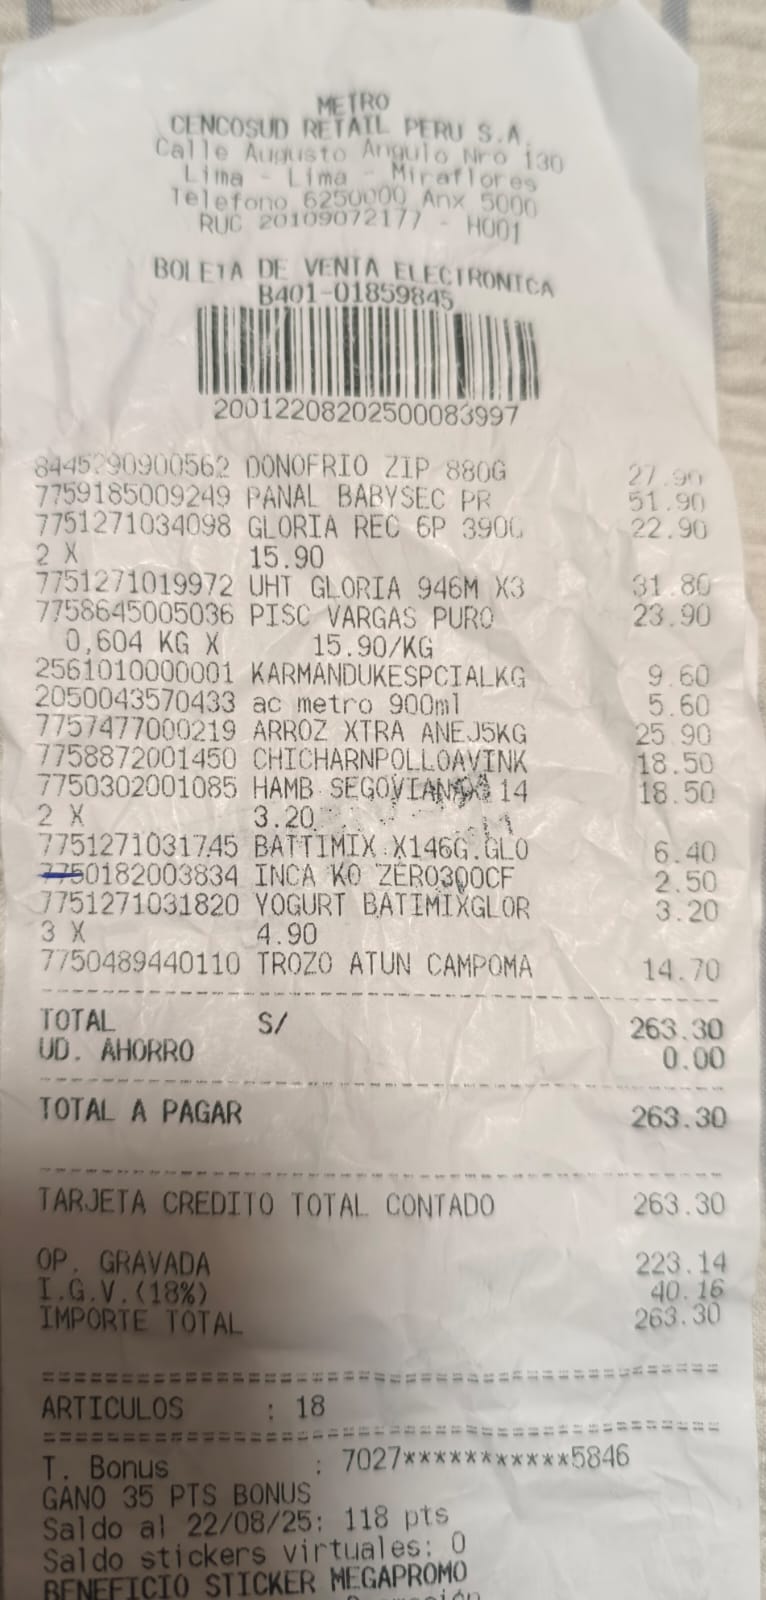 METRO
CENCOSUD RETAIL PERU S.A.
Calle Augusto Angulo Nro 130
Lima - Lima - Miraflores
Telefono 6250000 Anx 5000
RUC 20109072177 - H001
BOLETA DE VENTA ELECTRONICA
B401-01859845
20012208202500083997
8445290900562 DONOFRIO ZIP 880G 27.90
7759185009249 PANAL BABYSEC PR 51.90
7751271034098 GLORIA REC 6P 390G 22.90
2 X 15.90
7751271019972 UHT GLORIA 946M X3 31.80
7758645005036 PISC VARGAS PURO 23.90
0,604 KG X 15.90/KG
2561010000001 KARMANDUKESPCIALKG 9.60
2050043570433 ac metro 900ml 5.60
7757477000219 ARROZ XTRA ANEJ5KG 25.90
7758872001450 CHICHARNPOLLOAVINK 18.50
7750302001085 HAMB SEGOVIAN 14 18.50
2 X 3.20
7751271031745 BATTIMIX X146G.GLO 6.40
7750182003834 INCA KO ZERO300CF 2.50
7751271031820 YOGURT BATIMIXGLOR 3.20
3 X 4.90
7750489440110 TROZO ATUN CAMPOMA 14.70
TOTAL S/ 263.30
UD. AHORRO 0.00
TOTAL A PAGAR 263.30
TARJETA CREDITO TOTAL CONTADO 263.30
OP. GRAVADA 223.14
I.G.V.(18%) 40.16
IMPORTE TOTAL 263.30
ARTICULOS : 18
T. Bonus : 7027***********5846
GANO 35 PTS BONUS
Saldo al 22/08/25: 118 pts
Saldo stickers virtuales: 0
BENEFICIO STICKER MEGAPROMO